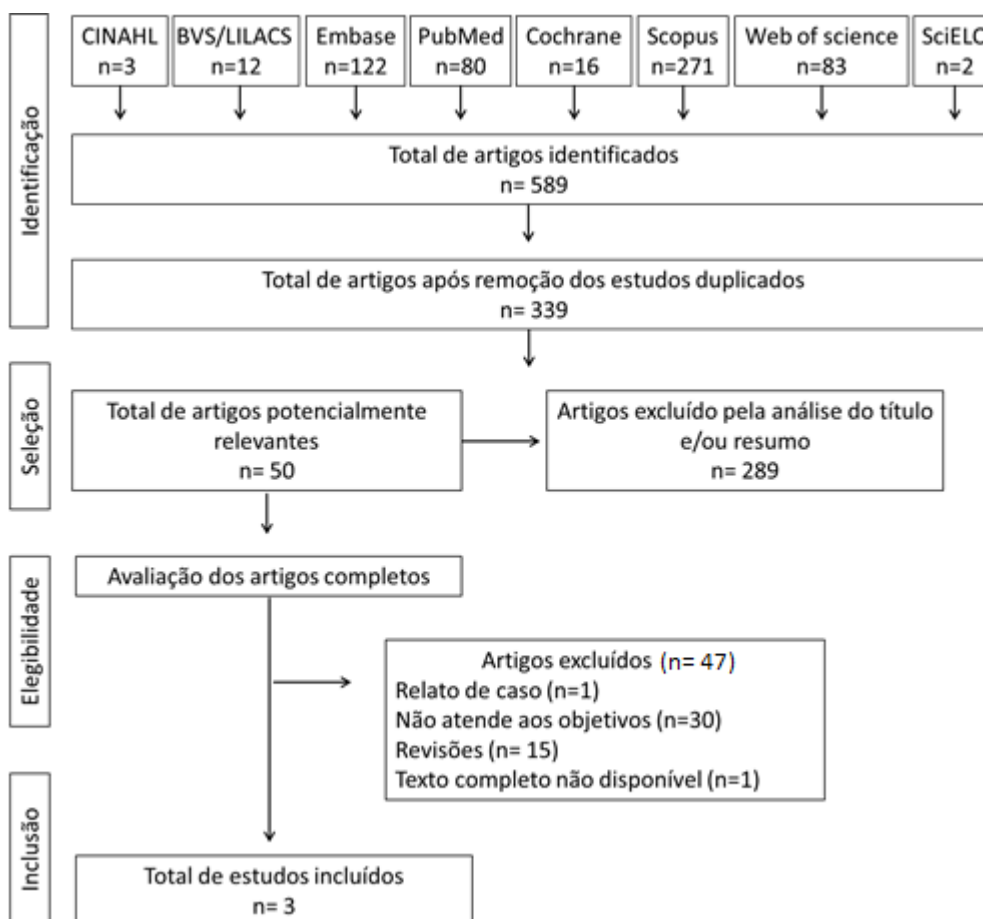 CINAHL
n=3
BVS/LILACS
n=12
Embase
n=122
PubMed
n=80
Cochrane
n=16
Scopus
n=271
Web of science
n=83
SciELO
n=2
Identificação
Total de artigos identificados
n= 589
Total de artigos após remoção dos estudos duplicados
n= 339
Seleção
Total de artigos potencialmente
relevantes
n= 50
Artigos excluído pela análise do título
e/ou resumo
n= 289
Elegibilidade
Avaliação dos artigos completos
Artigos excluídos (n= 47)
Relato de caso (n=1)
Não atende aos objetivos (n=30)
Revisões (n= 15)
Texto completo não disponível (n=1)
Inclusão
Total de estudos incluídos
n= 3